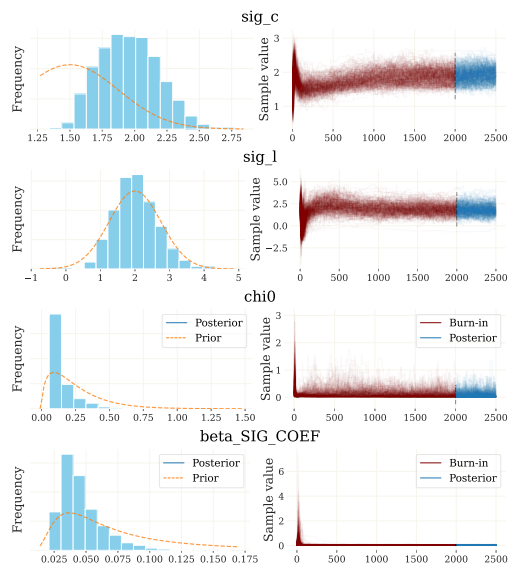 sig_c
Frequency
1.25 1.50 1.75 2.00 2.25 2.50 2.75
Sample value
3
2
1
0 500 1000 1500 2000 2500
sig_l
Frequency
−1 0 1 2 3 4 5
Sample value
5.0
2.5
0.0
−2.5
0 500 1000 1500 2000 2500
chi0
Frequency
Posterior
Prior
0.00 0.25 0.50 0.75 1.00 1.25 1.50
Sample value
3
2
1
0
Burn-in
Posterior
0 500 1000 1500 2000 2500
beta_SIG_COEF
Frequency
Posterior
Prior
0.025 0.050 0.075 0.100 0.125 0.150 0.175
Sample value
6
4
2
0
Burn-in
Posterior
0 500 1000 1500 2000 2500